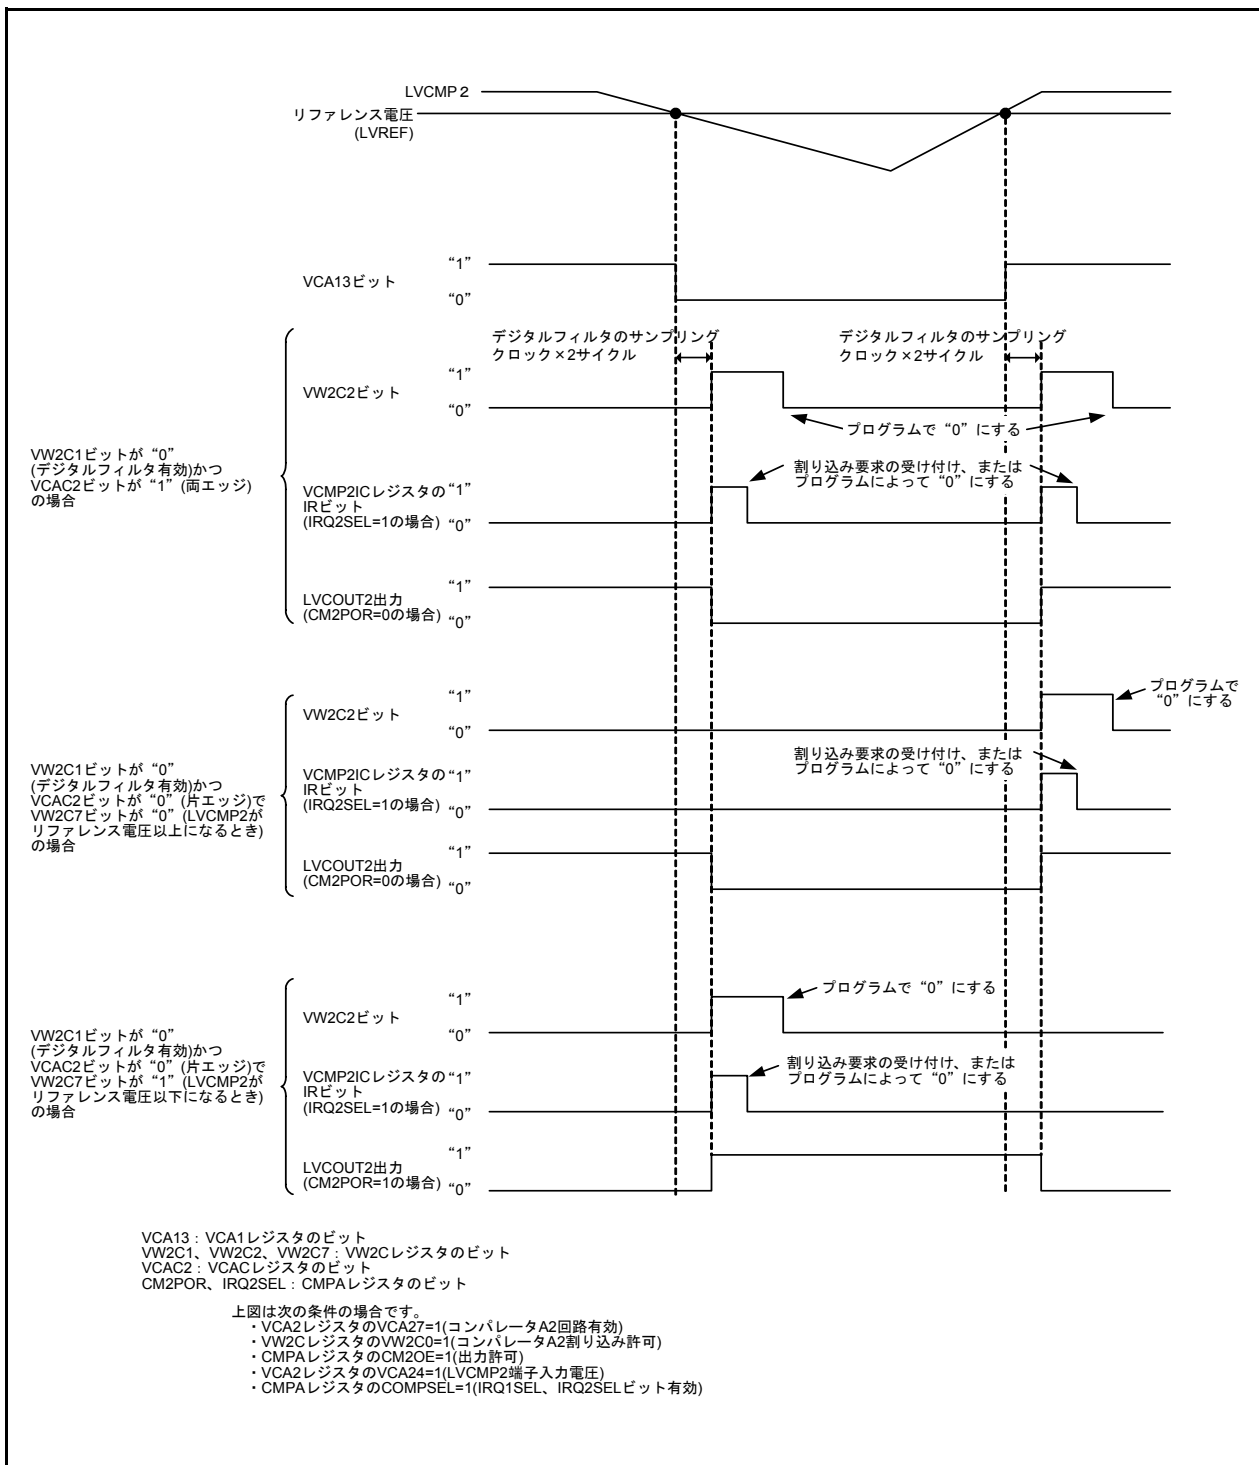 LVCMP２
リファレンス電圧
(LVREF)
VCA13ビット
“1”
“0”
デジタルフィルタのサンプリング
クロック×2サイクル
デジタルフィルタのサンプリング
クロック×2サイクル
VW2C1ビットが“0”
(デジタルフィルタ有効)かつ
VCAC2ビットが“1”(両エッジ)
の場合
VW2C2ビット
“1”
“0”
プログラムで“0”にする
VCMP2ICレジスタの
IRビット
(IRQ2SEL=1の場合)
“1”
“0”
割り込み要求の受け付け、または
プログラムによって“0”にする
LVCOUT2出力
(CM2POR=0の場合)
“1”
“0”
VW2C1ビットが“0”
(デジタルフィルタ有効)かつ
VCAC2ビットが“0”(片エッジ)で
VW2C7ビットが“0”(LVCMP2が
リファレンス電圧以上になるとき)
の場合
VW2C2ビット
“1”
“0”
プログラムで
“0”にする
VCMP2ICレジスタの
IRビット
(IRQ2SEL=1の場合)
“1”
“0”
割り込み要求の受け付け、または
プログラムによって“0”にする
LVCOUT2出力
(CM2POR=0の場合)
“1”
“0”
VW2C1ビットが“0”
(デジタルフィルタ有効)かつ
VCAC2ビットが“0”(片エッジ)で
VW2C7ビットが“1”(LVCMP2が
リファレンス電圧以下になるとき)
の場合
VW2C2ビット
“1”
“0”
プログラムで“0”にする
VCMP2ICレジスタの
IRビット
(IRQ2SEL=1の場合)
“1”
“0”
割り込み要求の受け付け、または
プログラムによって“0”にする
LVCOUT2出力
(CM2POR=1の場合)
“1”
“0”
VCA13：VCA1レジスタのビット
VW2C1、VW2C2、VW2C7：VW2Cレジスタのビット
VCAC2：VCACレジスタのビット
CM2POR、IRQ2SEL：CMPAレジスタのビット
上図は次の条件の場合です。
・VCA2レジスタのVCA27=1(コンパレータA2回路有効)
・VW2CレジスタのVW2C0=1(コンパレータA2割り込み許可)
・CMPAレジスタのCM2OE=1(出力許可)
・VCA2レジスタのVCA24=1(LVCMP2端子入力電圧)
・CMPAレジスタのCOMPSEL=1(IRQ1SEL、IRQ2SELビット有効)